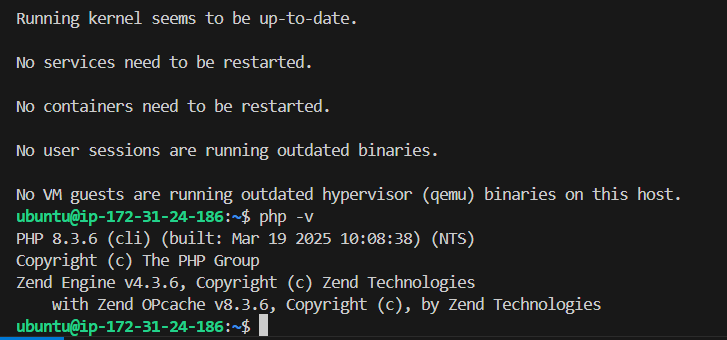 Running kernel seems to be up-to-date.
No services need to be restarted.
No containers need to be restarted.
No user sessions are running outdated binaries.
No VM guests are running outdated hypervisor (qemu) binaries on this host.
ubuntu@ip-172-31-24-186:~$ php -v
PHP 8.3.6 (cli) (built: Mar 19 2025 10:08:38) (NTS)
Copyright (c) The PHP Group
Zend Engine v4.3.6, Copyright (c) Zend Technologies
    with Zend OPcache v8.3.6, Copyright (c), by Zend Technologies
ubuntu@ip-172-31-24-186:~$